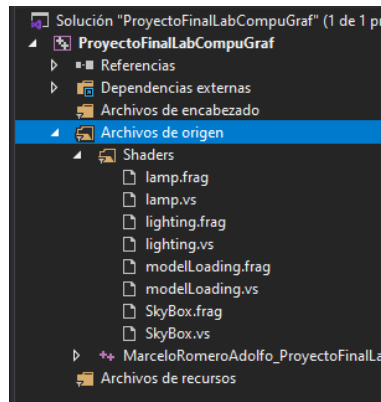 Solución "ProyectoFinalLabCompuGraf" (1 de 1 pr
ProyectoFinalLabCompuGraf
Referencias
Dependencias externas
Archivos de encabezado
Archivos de origen
Shaders
lamp.frag
lamp.vs
lighting.frag
lighting.vs
modelLoading.frag
modelLoading.vs
SkyBox.frag
SkyBox.vs
MarceloRomeroAdolfo_ProyectoFinalLa
Archivos de recursos